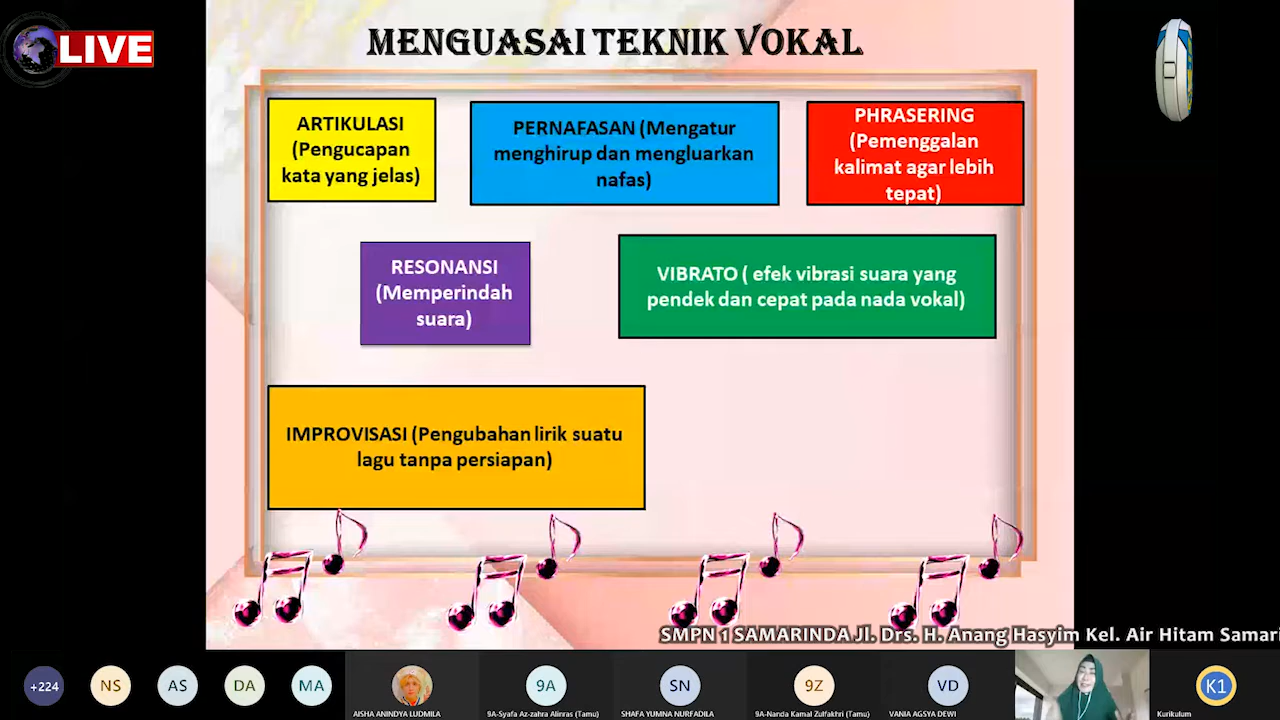 MENGUASAI TEKNIK VOKAL
LIVE
ARTIKULASI
(Pengucapan
kata yang jelas)
PERNAFASAN (Mengatur
menghirup dan mengluarkan
nafas)
PHRASERING
(Pemenggalan
kalimat agar lebih
tepat)
RESONANSI
(Memperindah
suara)
VIBRATO ( efek vibrasi suara yang
pendek dan cepat pada nada vokal)
IMPROVISASI (Pengubahan lirik suatu
lagu tanpa persiapan)
SMPN 1 SAMARINDA Jl. Drs. H. Anang Hasyim Kel. Air Hitam Samari
+224
NS
AS
DA
MA
AISHA ANINDYA LUDMILA
9A
9A-Syafa Az-zahra Alinras (Tamu)
SN
SHAFA YUMNA NURFADILA
9Z
9A-Nanda Kamal Zulfakhri (Tamu)
VD
VANIA AGSYA DEWI
K1
Kurikulum